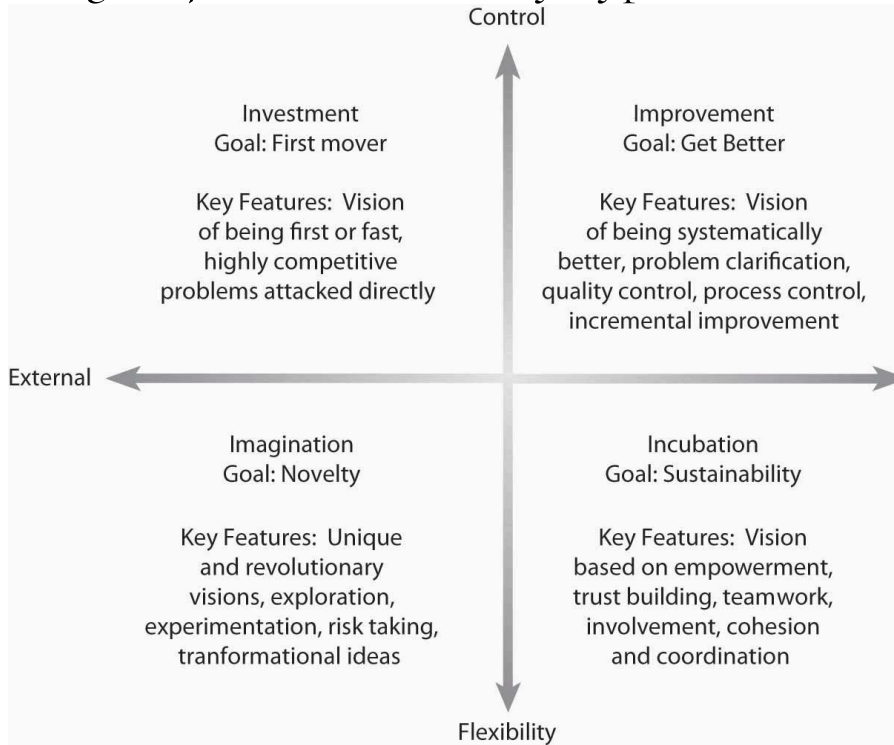 Control
Investment
Goal: First mover
Key Features: Vision
of being first or fast,
highly competitive
problems attacked directly
Improvement
Goal: Get Better
Key Features: Vision
of being systematically
better, problem clarification,
quality control, process control,
incremental improvement
External
Imagination
Goal: Novelty
Key Features: Unique
and revolutionary
visions, exploration,
experimentation, risk taking,
tranformational ideas
Incubation
Goal: Sustainability
Key Features: Vision
based on empowerment,
trust building, teamwork,
involvement, cohesion
and coordination
Flexibility